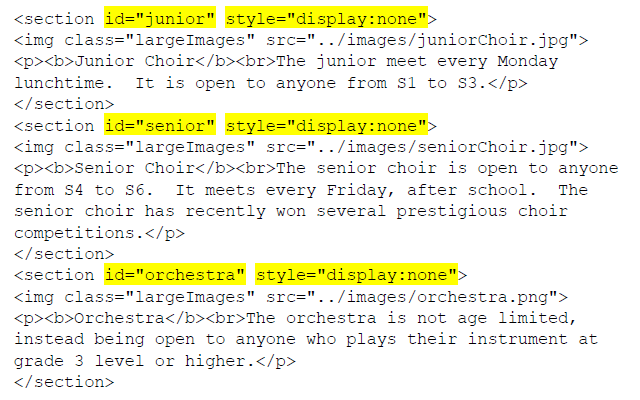 <section id="junior" style="display:none">
<img class="largeImages" src="../images/juniorChoir.jpg">
<p><b>Junior Choir</b><br>The junior meet every Monday
lunchtime.  It is open to anyone from S1 to S3.</p>
</section>
<section id="senior" style="display:none">
<img class="largeImages" src="../images/seniorChoir.jpg">
<p><b>Senior Choir</b><br>The senior choir is open to anyone
from S4 to S6.  It meets every Friday, after school.  The
senior choir has recently won several prestigious choir
competitions.</p>
</section>
<section id="orchestra" style="display:none">
<img class="largeImages" src="../images/orchestra.png">
<p><b>Orchestra</b><br>The orchestra is not age limited,
instead being open to anyone who plays their instrument at
grade 3 level or higher.</p>
</section>